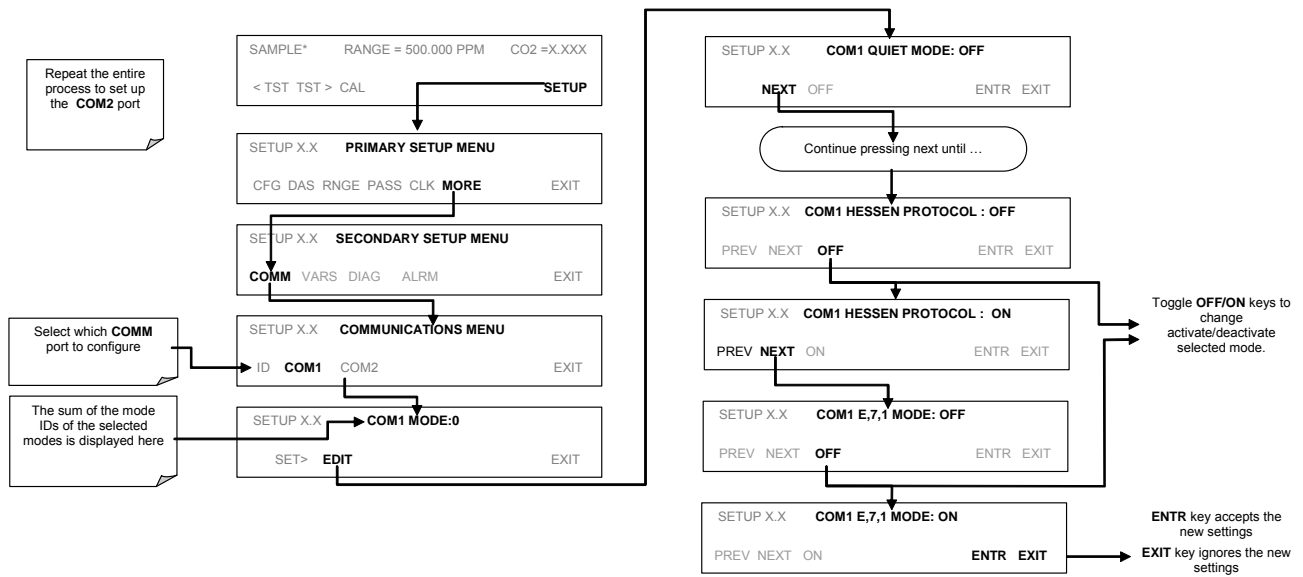 Repeat the entire
process to set up
the COM2 port
SAMPLE* RANGE = 500.000 PPM CO2 =X.XXX
< TST TST > CAL SETUP
SETUP X.X PRIMARY SETUP MENU
CFG DAS RNGE PASS CLK MORE EXIT
SETUP X.X SECONDARY SETUP MENU
COMM VARS DIAG ALRM EXIT
Select which COMM
port to configure
SETUP X.X COMMUNICATIONS MENU
ID COM1 COM2 EXIT
The sum of the mode
IDs of the selected
modes is displayed here
SETUP X.X COM1 MODE:0
SET> EDIT EXIT
SETUP X.X COM1 QUIET MODE: OFF
NEXT OFF ENTR EXIT
Continue pressing next until ...
SETUP X.X COM1 HESSEN PROTOCOL : OFF
PREV NEXT OFF ENTR EXIT
SETUP X.X COM1 HESSEN PROTOCOL : ON
PREV NEXT ON ENTR EXIT
Toggle OFF/ON keys to
change
activate/deactivate
selected mode.
SETUP X.X COM1 E,7,1 MODE: OFF
PREV NEXT OFF ENTR EXIT
SETUP X.X COM1 E,7,1 MODE: ON
PREV NEXT ON ENTR EXIT
ENTR key accepts the
new settings
EXIT key ignores the new
settings